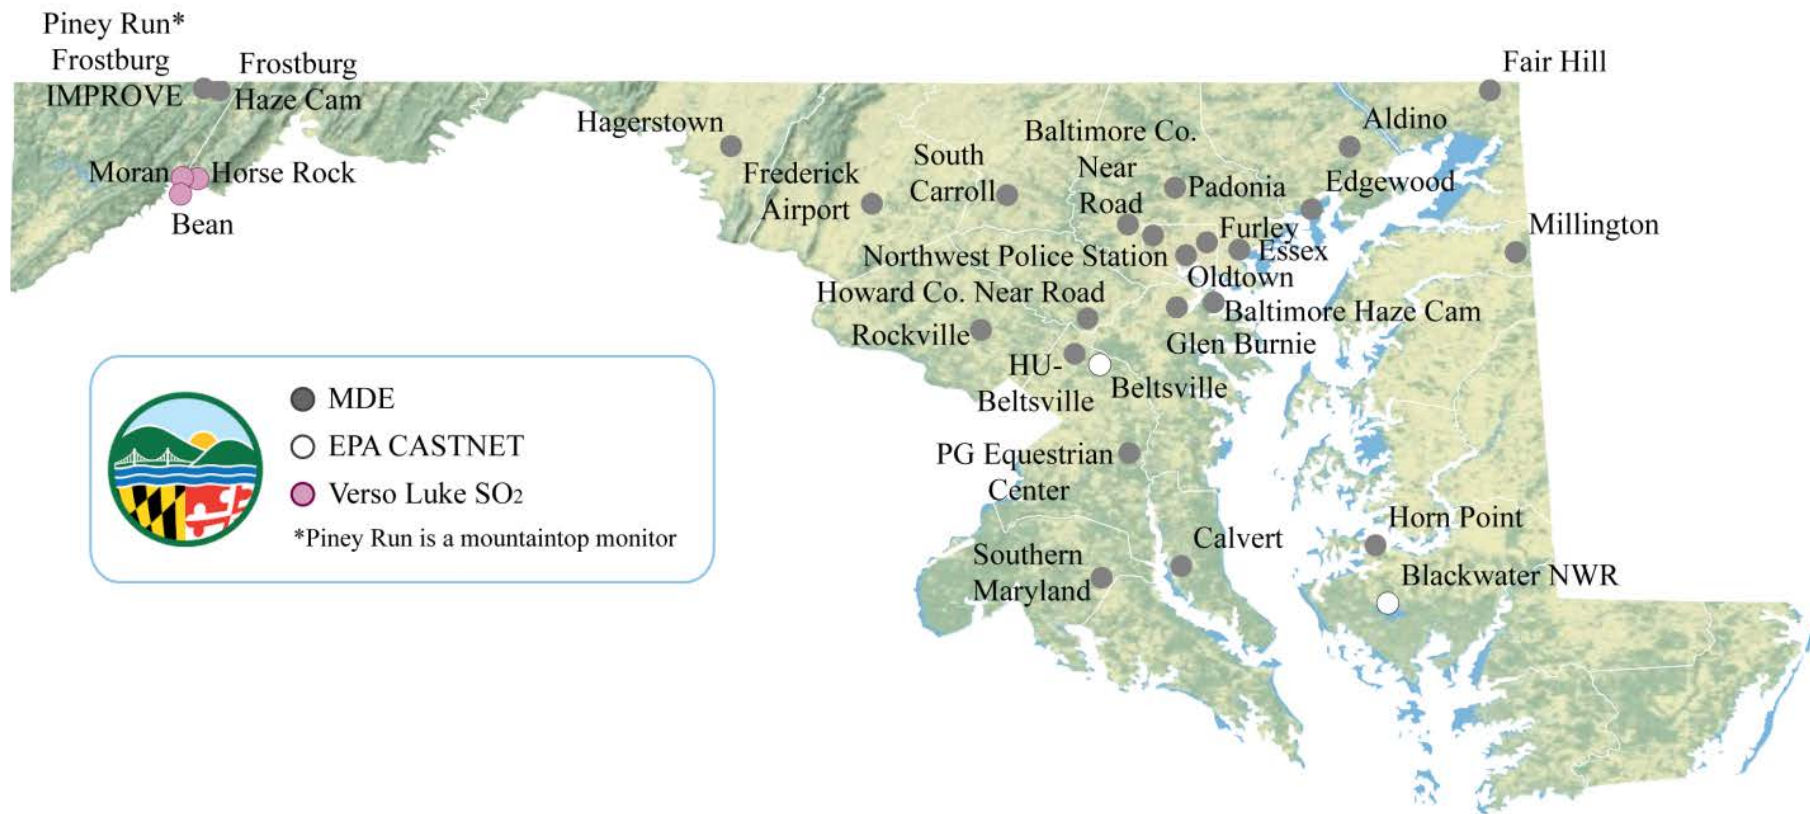 Piney Run*
Frostburg
IMPROVE
Frostburg
Haze Cam
Fair Hill
Hagerstown
Baltimore Co.
Near
Road
Aldino
Moran
Horse Rock
Bean
Frederick
Airport
South
Carroll
Padonia
Edgewood
Furley
Essex
Millington
Northwest Police Station
Oldtown
Howard Co. Near Road
Baltimore Haze Cam
Rockville
Glen Burnie
HU-
Beltsville
Beltsville
MDE
EPA CASTNET
Verso Luke SO2
*Piney Run is a mountaintop monitor
PG Equestrian
Center
Horn Point
Calvert
Southern
Maryland
Blackwater NWR